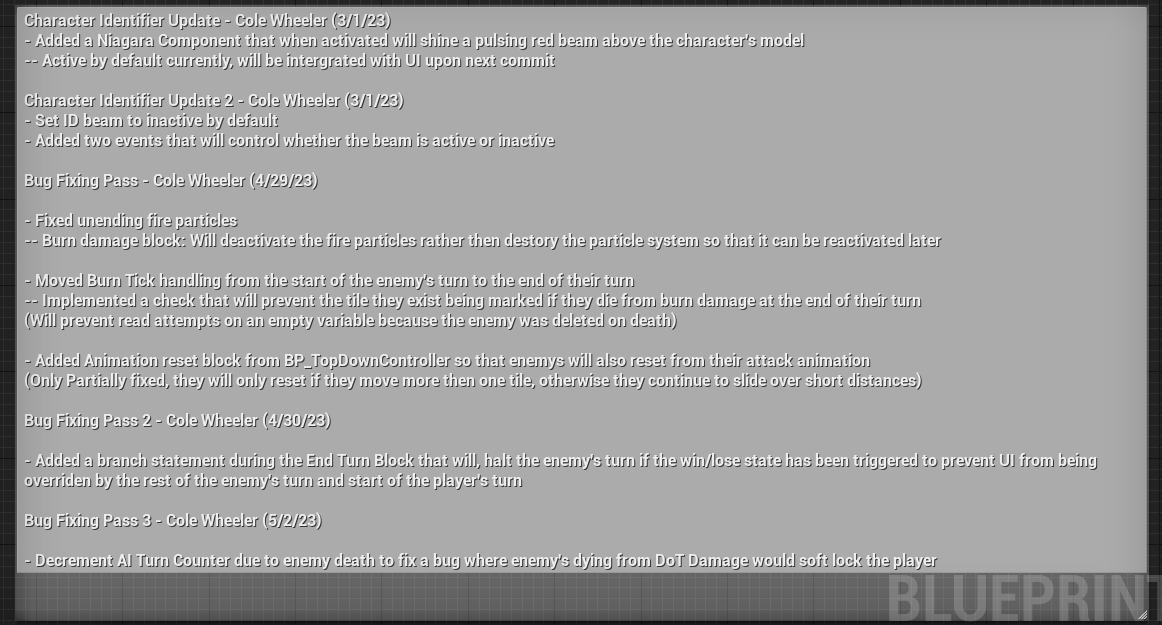 Character Identifier Update - Cole Wheeler (3/1/23)
- Added a Niagara Component that when activated will shine a pulsing red beam above the character's model
-- Active by default currently, will be intergrated with UI upon next commit
Character Identifier Update 2 - Cole Wheeler (3/1/23)
- Set ID beam to inactive by default
- Added two events that will control whether the beam is active or inactive
Bug Fixing Pass - Cole Wheeler (4/29/23)
- Fixed unending fire particles
-- Burn damage block: Will deactivate the fire particles rather then destory the particle system so that it can be reactivated later
- Moved Burn Tick handling from the start of the enemy's turn to the end of their turn
-- Implemented a check that will prevent the tile they exist being marked if they die from burn damage at the end of their turn
(Will prevent read attempts on an empty variable because the enemy was deleted on death)
- Added Animation reset block from BP_TopDownController so that enemys will also reset from their attack animation
(Only Partially fixed, they will only reset if they move more then one tile, otherwise they continue to slide over short distances)
Bug Fixing Pass 2 - Cole Wheeler (4/30/23)
- Added a branch statement during the End Turn Block that will, halt the enemy's turn if the win/lose state has been triggered to prevent UI from being
overriden by the rest of the enemy's turn and start of the player's turn
Bug Fixing Pass 3 - Cole Wheeler (5/2/23)
- Decrement AI Turn Counter due to enemy death to fix a bug where enemy's dying from DoT Damage would soft lock the player
BLUEPRINT